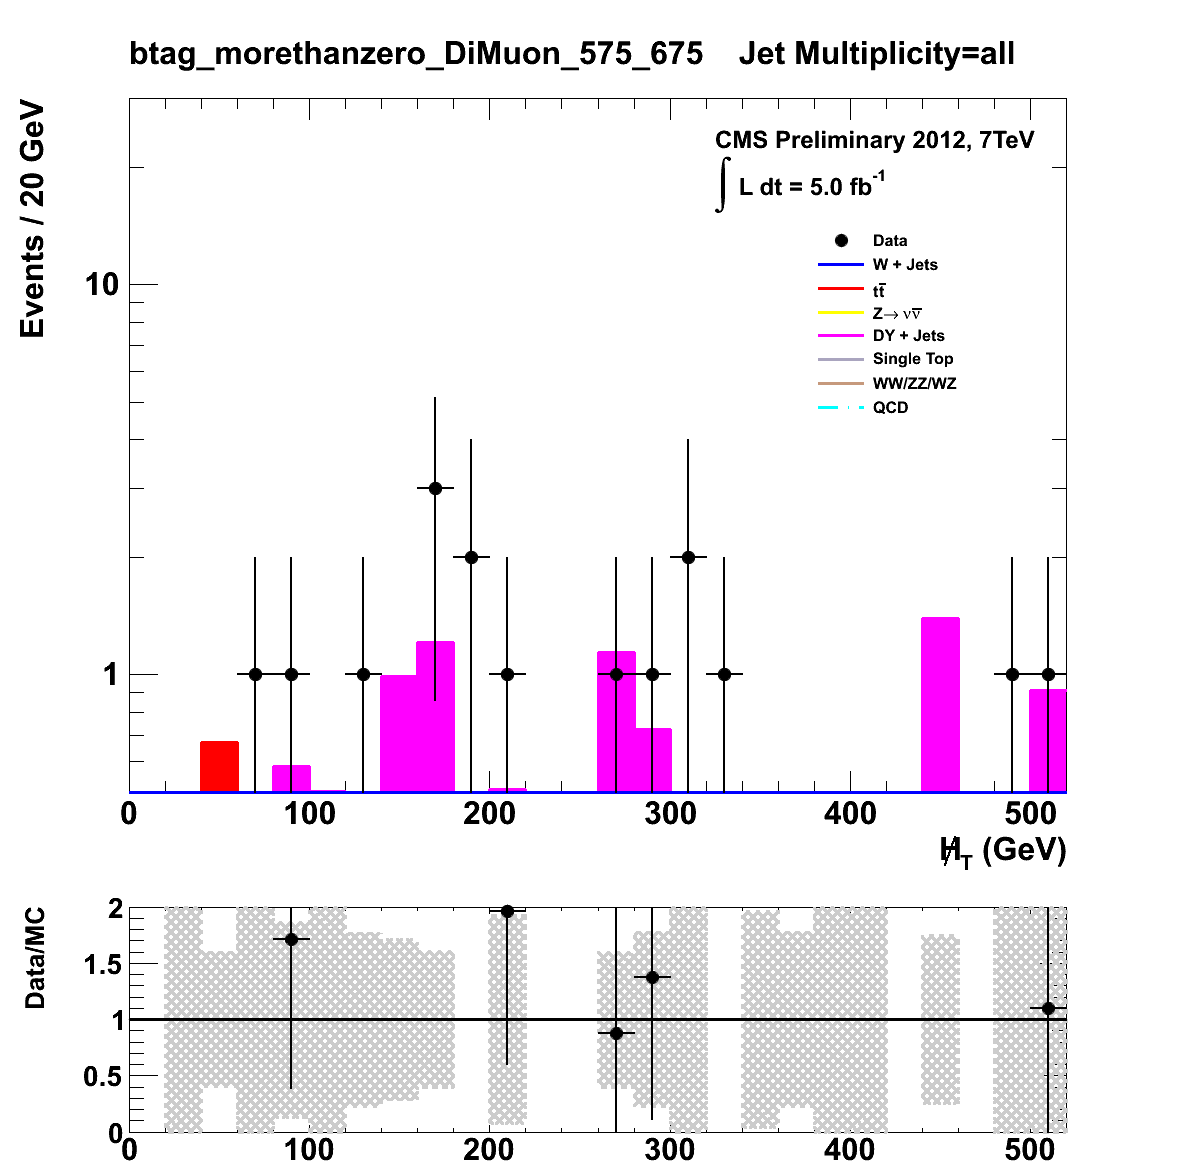 btag_morethanzero_DiMuon_575_675 Jet Multiplicity=all
Events / 20 GeV
CMS Preliminary 2012, 7TeV
∫ L dt = 5.0 fb⁻¹
Data
W + Jets
tt̅
Z→ νν̅
DY + Jets
Single Top
WW/ZZ/WZ
QCD
10
1
0 100 200 300 400 500
H̸_T (GeV)
Data/MC
2
1.5
1
0.5
0
0 100 200 300 400 500